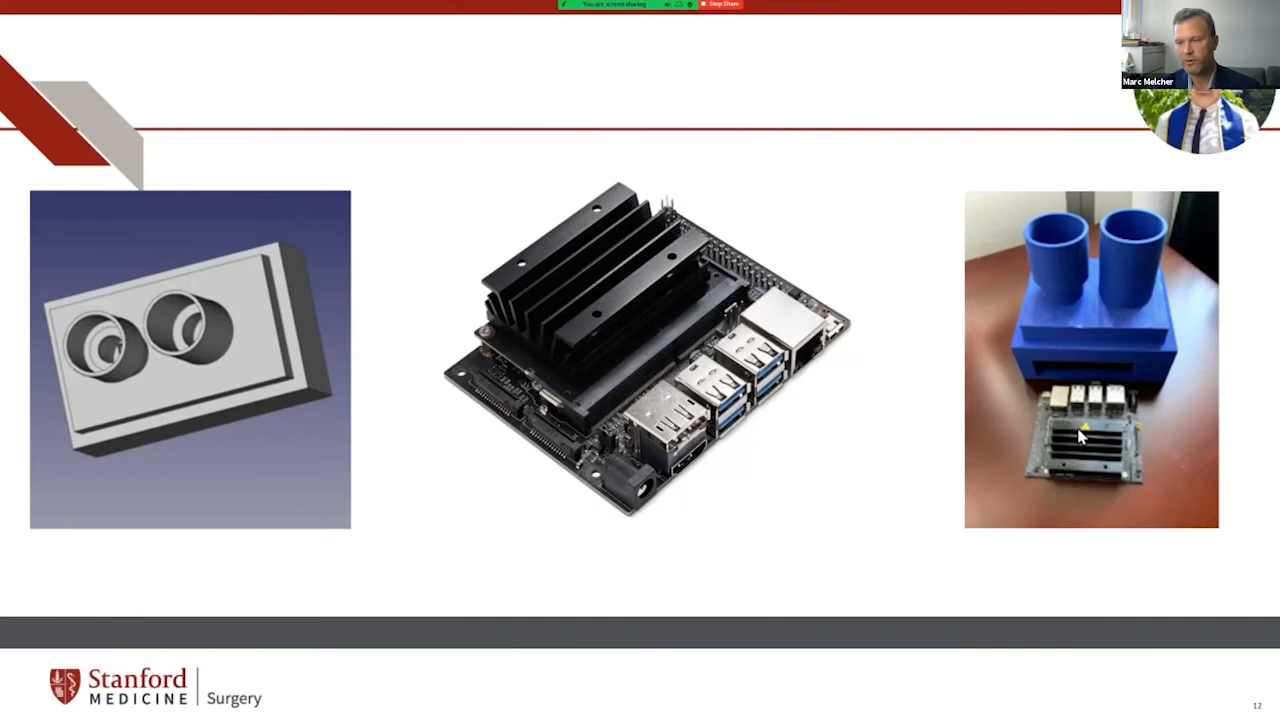 You are screen sharing
Stop Share
Marc Melcher
Stanford
MEDICINE
Surgery
12